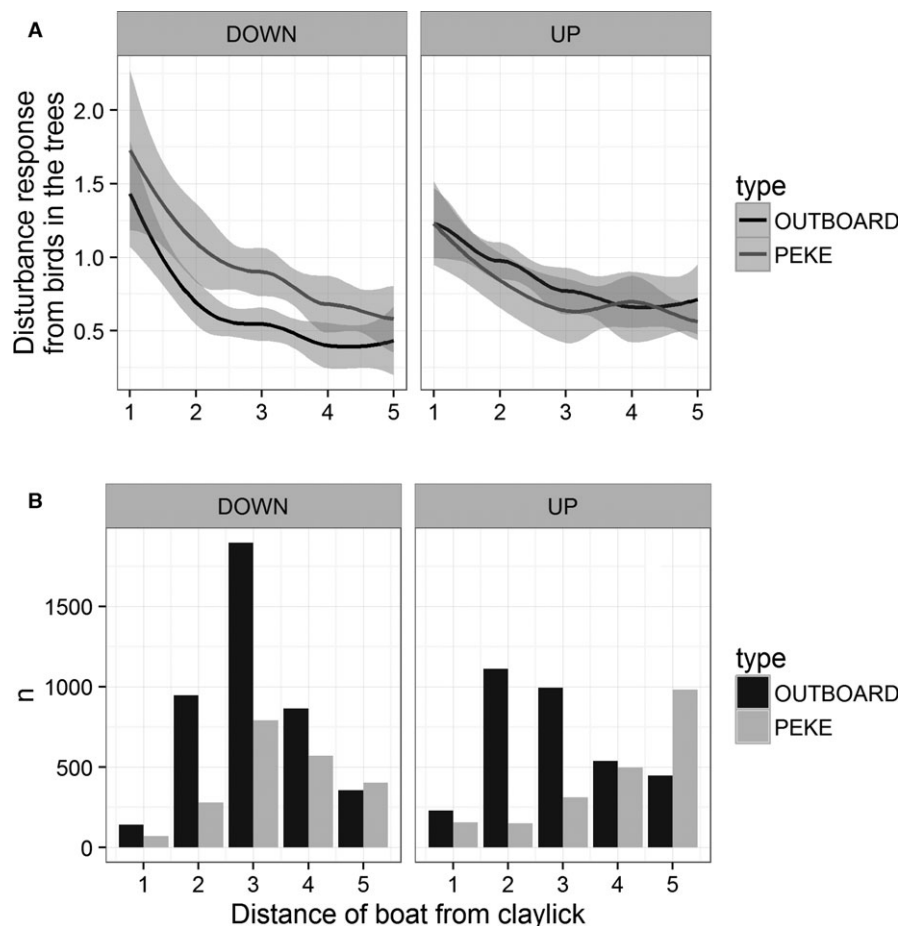 A
DOWN
UP
Disturbance response
from birds in the trees
2.0
1.5
1.0
0.5
1 2 3 4 5
1 2 3 4 5
type
OUTBOARD
PEKE
B
DOWN
UP
n
1500
1000
500
0
1 2 3 4 5
1 2 3 4 5
Distance of boat from claylick
type
OUTBOARD
PEKE